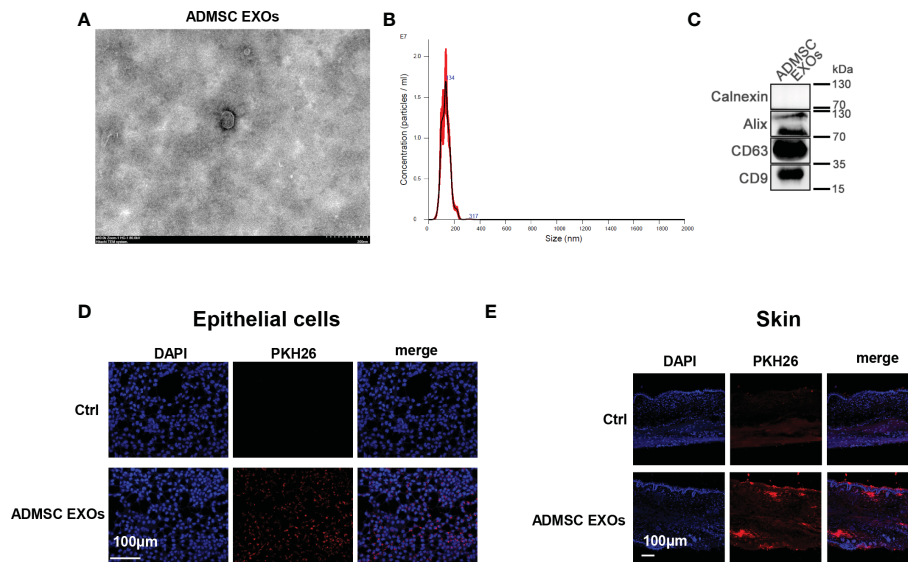 A
ADMSC EXOs
B
E7
2.0
1.5
1.0
0.5
0
Concentration (particles / ml)
134
317
0 200 400 600 800 1000 1200 1400 1600 1800 2000
Size (nm)
C
ADMSC
EXOs
kDa
Calnexin
130
70
Alix
130
70
CD63
35
CD9
15
D
Epithelial cells
DAPI PKH26 merge
Ctrl
ADMSC EXOs
100μm
E
Skin
DAPI PKH26 merge
Ctrl
ADMSC EXOs